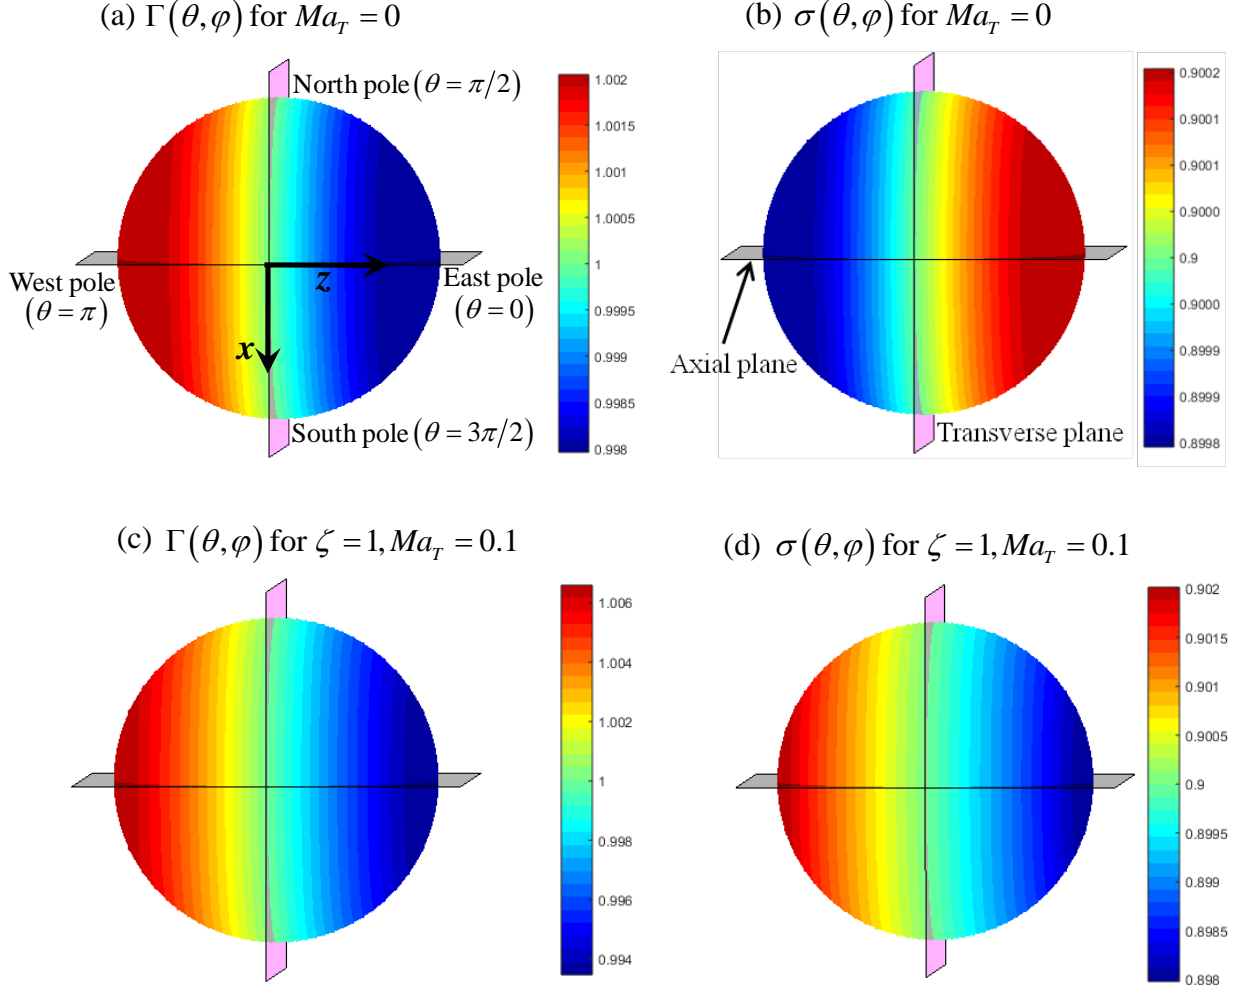 (a) Γ(θ,φ) for Ma_T = 0
North pole (θ = π/2)
West pole
(θ = π)
East pole
(θ = 0)
z
x
South pole (θ = 3π/2)
1.002
1.0015
1.001
1.0005
1
0.9995
0.999
0.9985
0.998
(b) σ(θ,φ) for Ma_T = 0
Axial plane
Transverse plane
0.9002
0.9001
0.9001
0.9000
0.9
0.9000
0.8999
0.8999
0.8998
(c) Γ(θ,φ) for ζ = 1, Ma_T = 0.1
1.006
1.004
1.002
1
0.998
0.996
0.994
(d) σ(θ,φ) for ζ = 1, Ma_T = 0.1
0.902
0.9015
0.901
0.9005
0.9
0.8995
0.899
0.8985
0.898